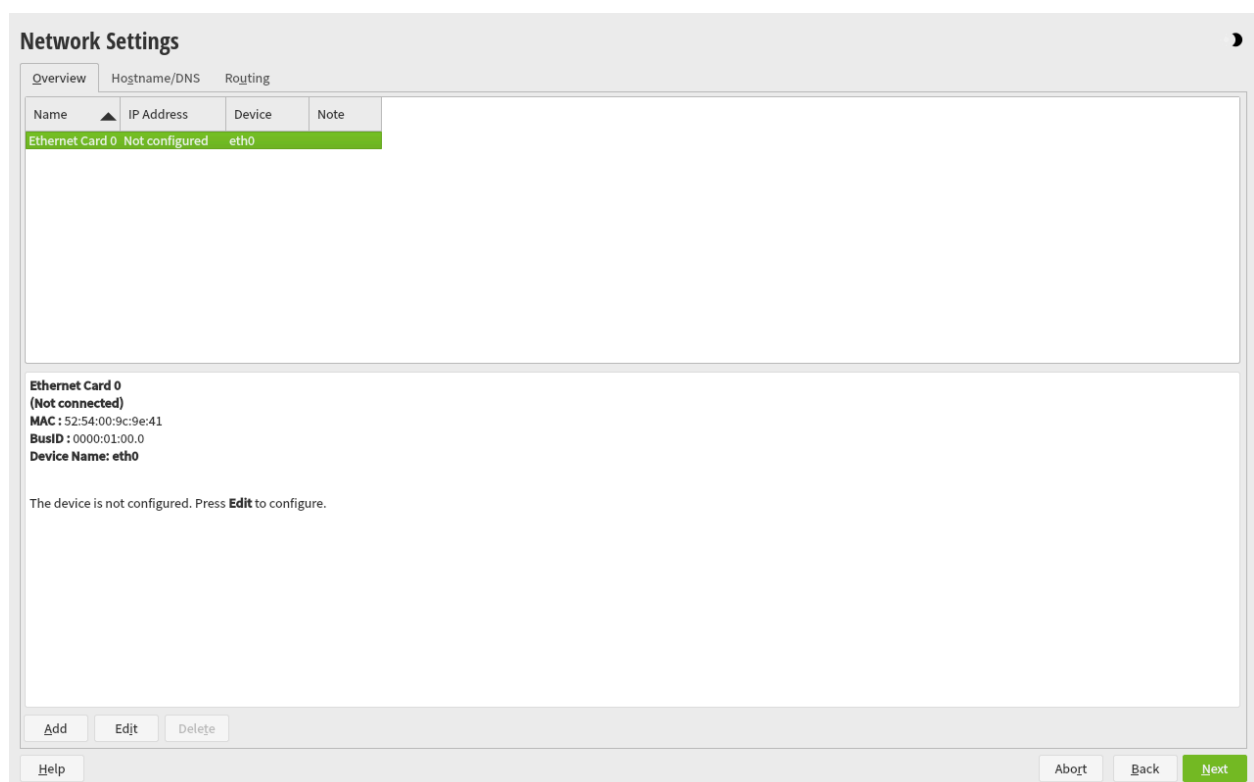 Network Settings
Overview Hostname/DNS Routing
Name IP Address Device Note
Ethernet Card 0 Not configured eth0
Ethernet Card 0
(Not connected)
MAC : 52:54:00:9c:9e:41
BusID : 0000:01:00.0
Device Name: eth0
The device is not configured. Press Edit to configure.
Add Edit Delete
Help Abort Back Next